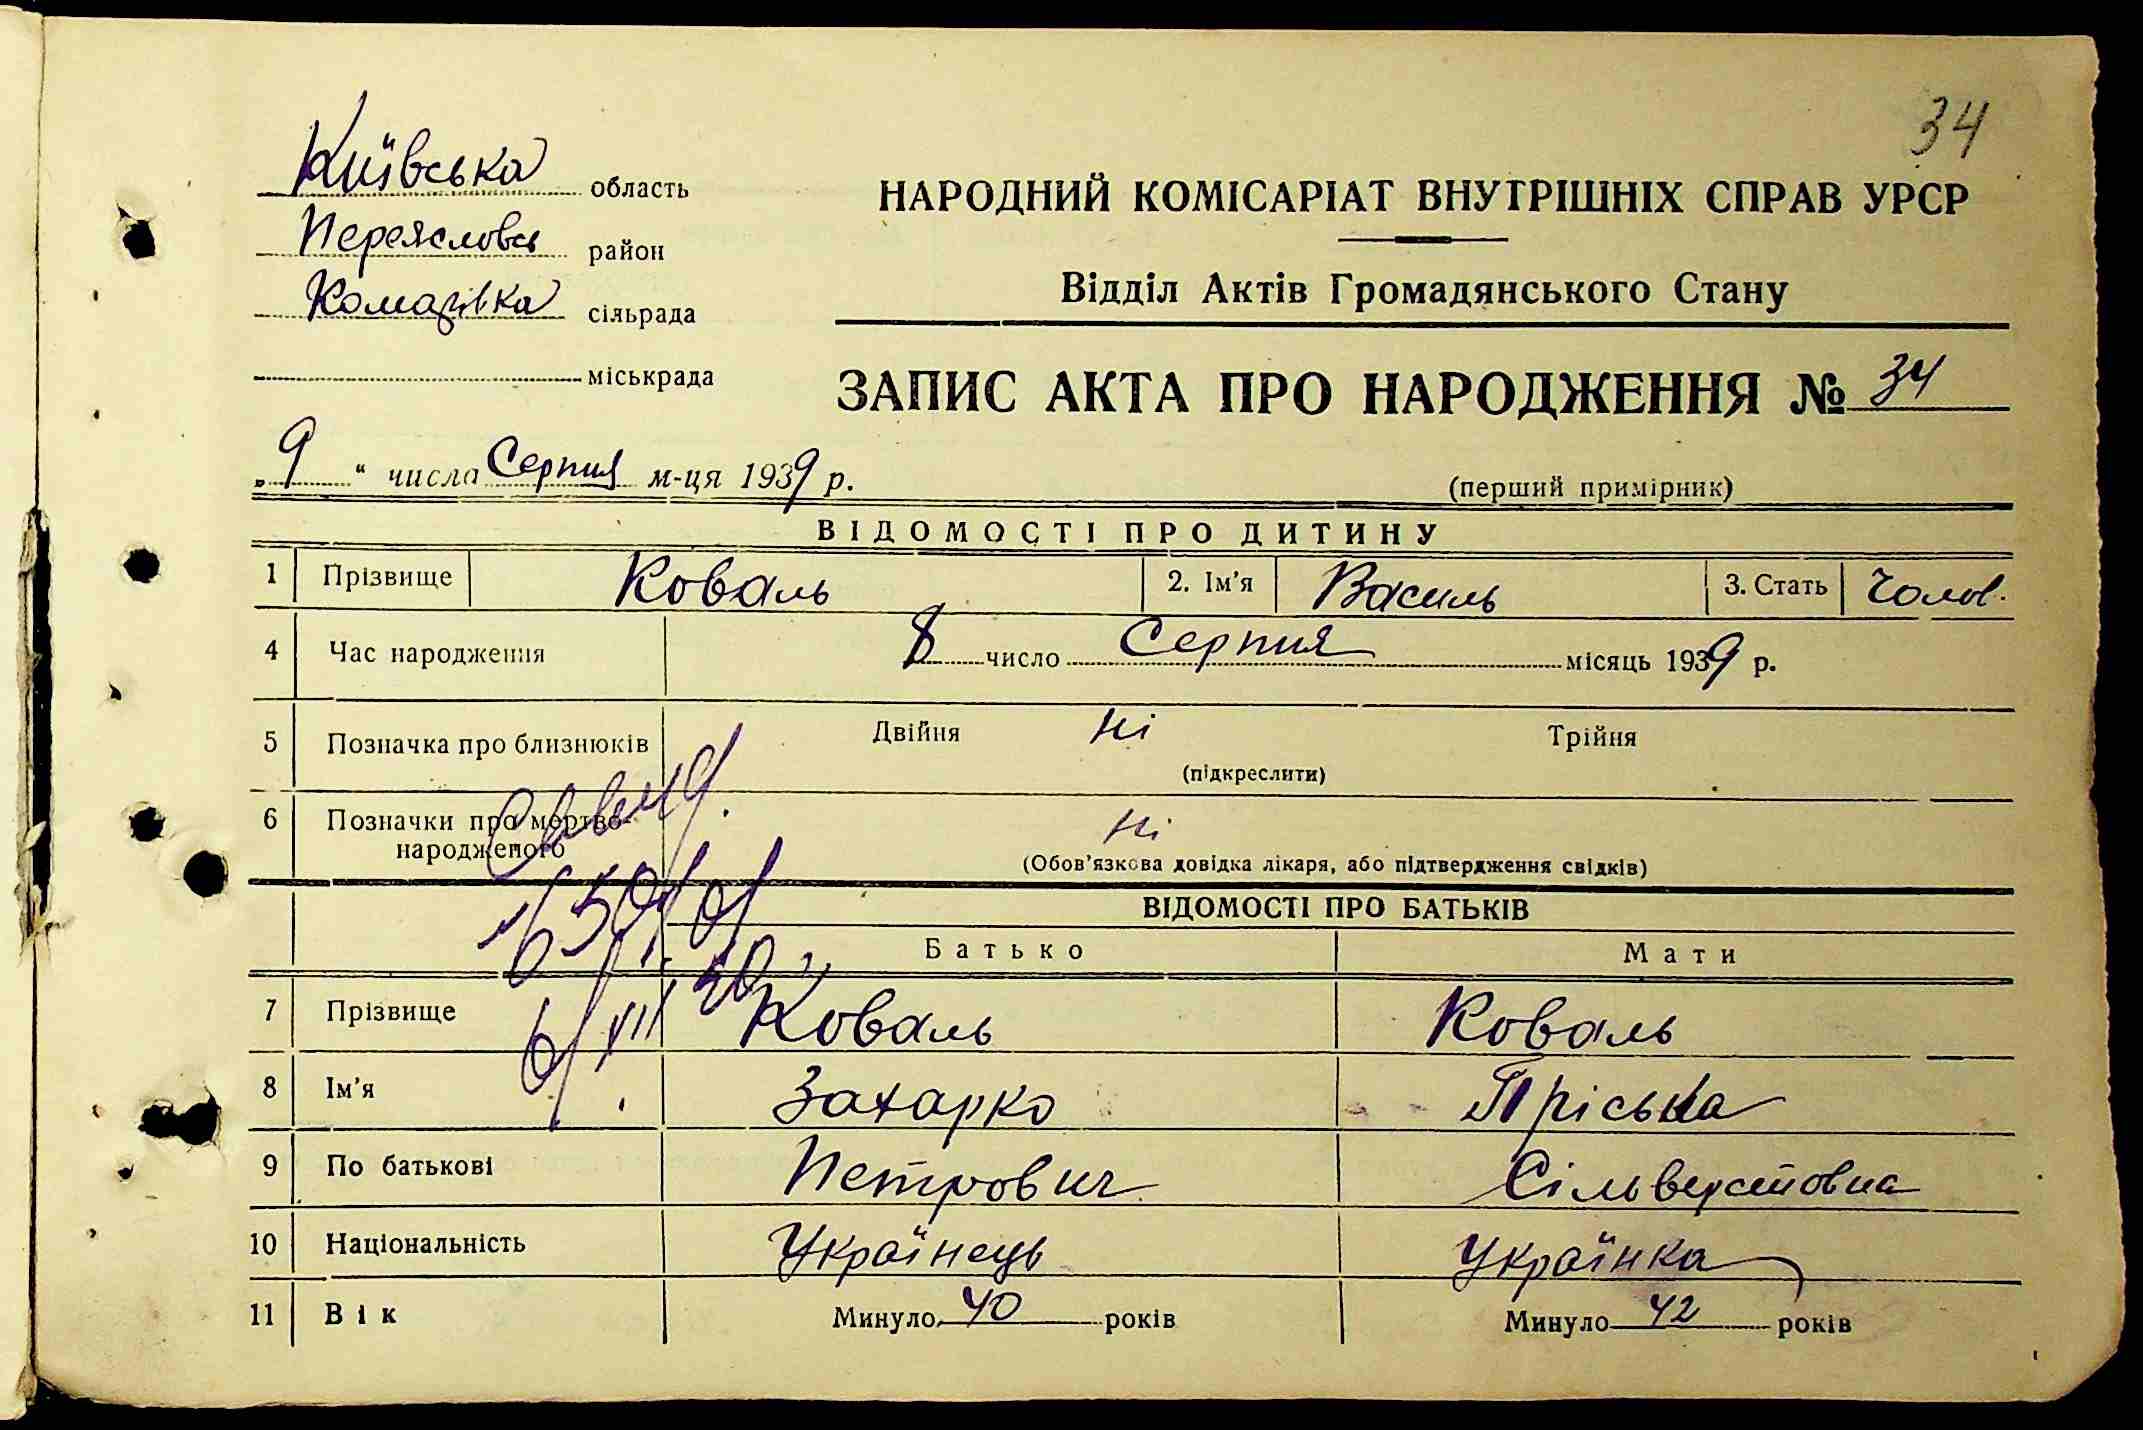 34
Київська область
Переясловсь район
Комарівка сільрада
міськрада
НАРОДНИЙ КОМІСАРІАТ ВНУТРІШНІХ СПРАВ УРСР
Відділ Актів Громадянського Стану
ЗАПИС АКТА ПРО НАРОДЖЕННЯ № 34
„9“ числа Серпня м-ця 1939 р.
(перший примірник)
ВІДОМОСТІ ПРО ДИТИНУ
1 Прізвище Коваль 2. Ім'я Василь 3. Стать Чолов.
4 Час народження 8 число Серпня місяць 1939 р.
5 Позначка про близнюків Двійня Ні Трійня
(підкреслити)
6 Позначки про мертво-
народженого Ні
(Обов'язкова довідка лікаря, або підтвердження свідків)
ВІДОМОСТІ ПРО БАТЬКІВ
Батько Мати
7 Прізвище Коваль Коваль
8 Ім'я Захарко Пріська
9 По батькові Петрович Сільверстовна
10 Національність Українець Українка
11 Вік Минуло 40 років Минуло 42 років